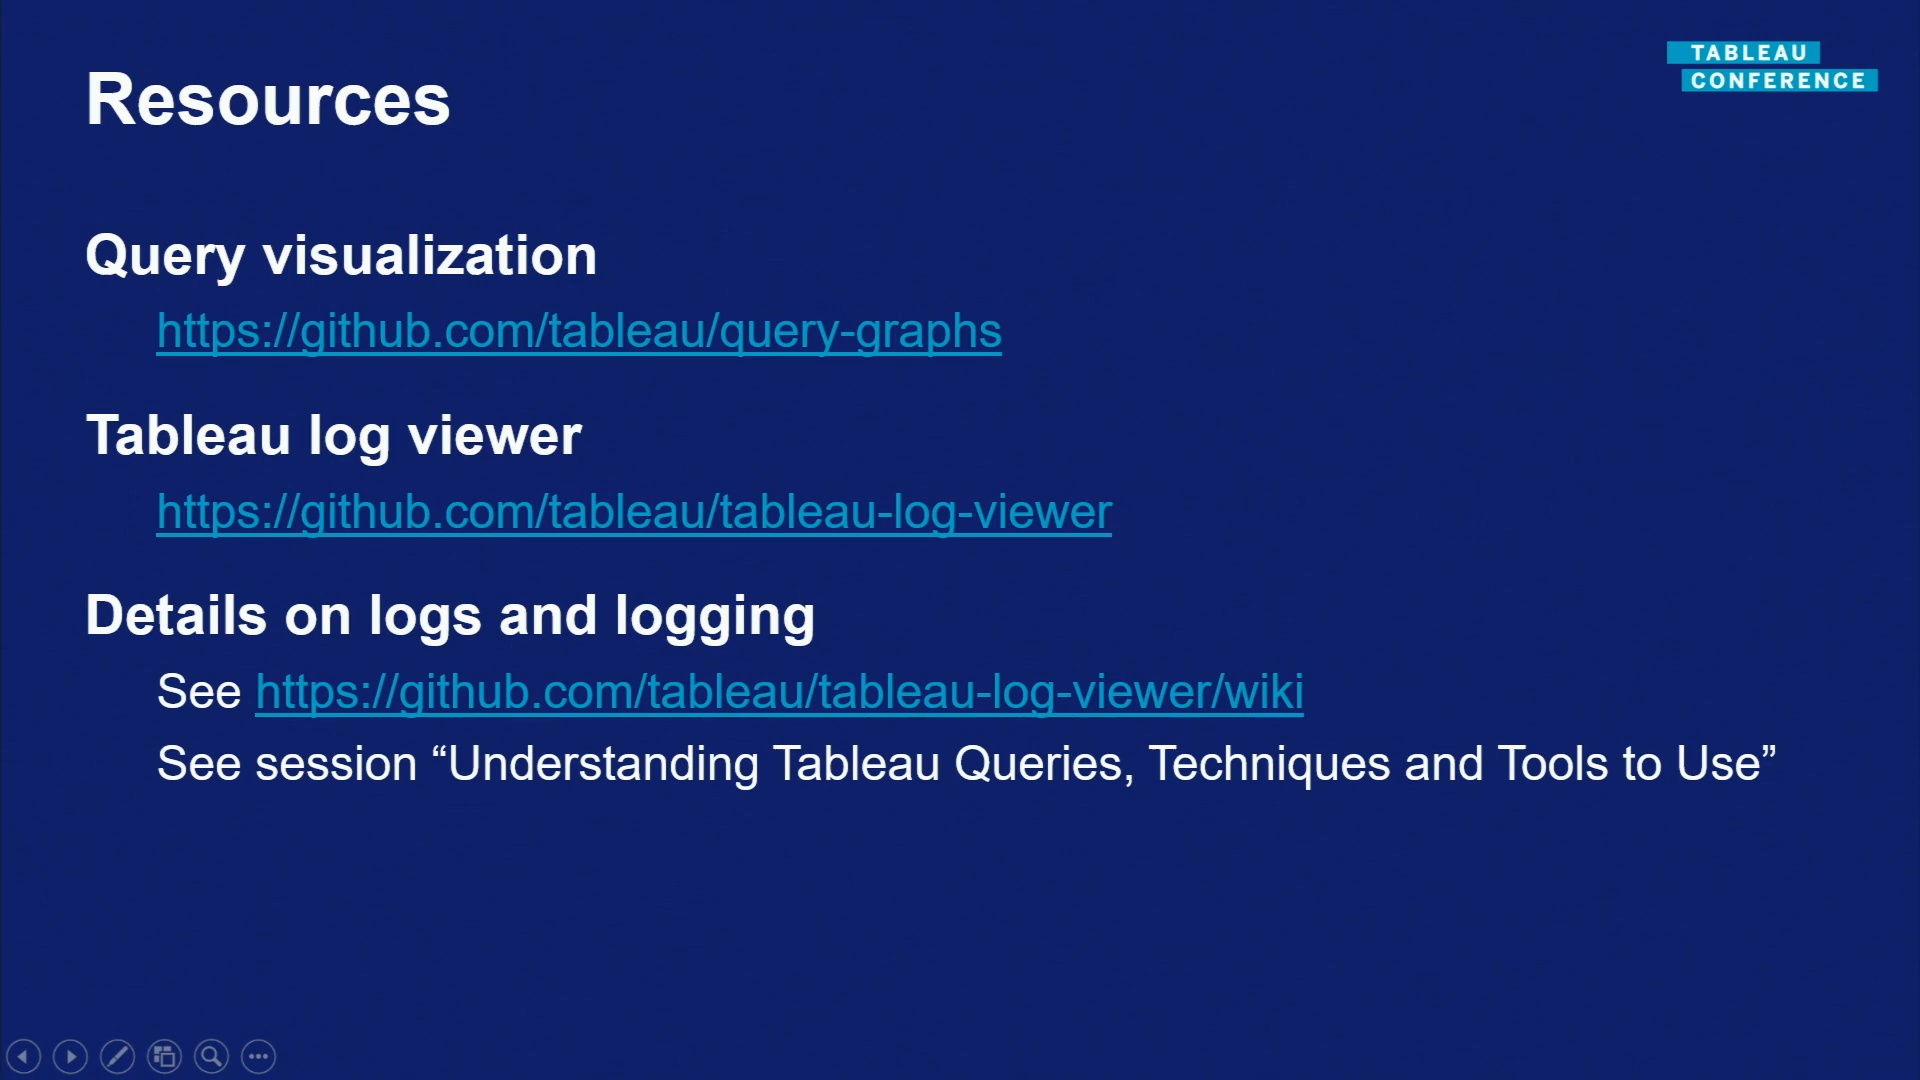 TABLEAU
CONFERENCE
Resources
Query visualization
https://github.com/tableau/query-graphs
Tableau log viewer
https://github.com/tableau/tableau-log-viewer
Details on logs and logging
See https://github.com/tableau/tableau-log-viewer/wiki
See session “Understanding Tableau Queries, Techniques and Tools to Use”